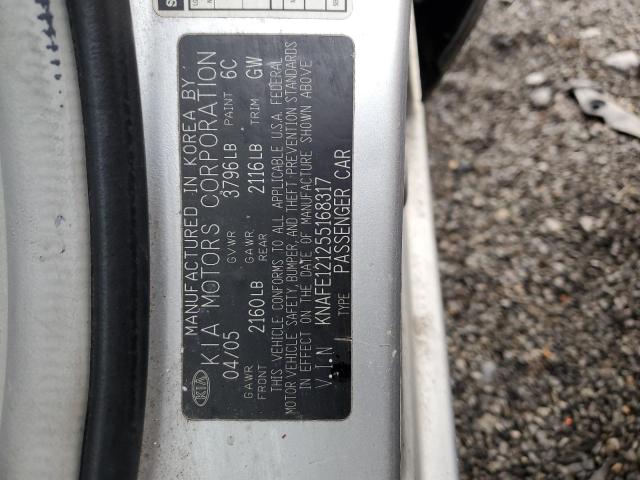 MANUFACTURED IN KOREA BY
KIA MOTORS CORPORATION
04/05 GVWR 3796LB PAINT 6C
GAWR FRONT 2160LB GAWR, REAR 2116LB TRIM GW
THIS VEHICLE CONFORMS TO ALL APPLICABLE U.S.A. FEDERAL
MOTOR VEHICLE SAFETY, BUMPER, AND THEFT PREVENTION STANDARDS
IN EFFECT ON THE DATE OF MANUFACTURE SHOWN ABOVE
V.I.N KNAFE121255168317
TYPE PASSENGER CAR
KIA